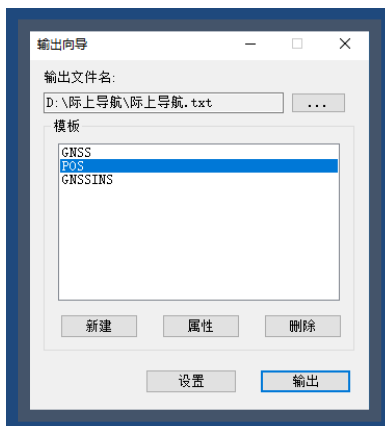 输出向导
输出文件名:
D:\际上导航\际上导航.txt
...
模板
GNSS
POS
GNSSINS
新建 属性 删除
设置 输出